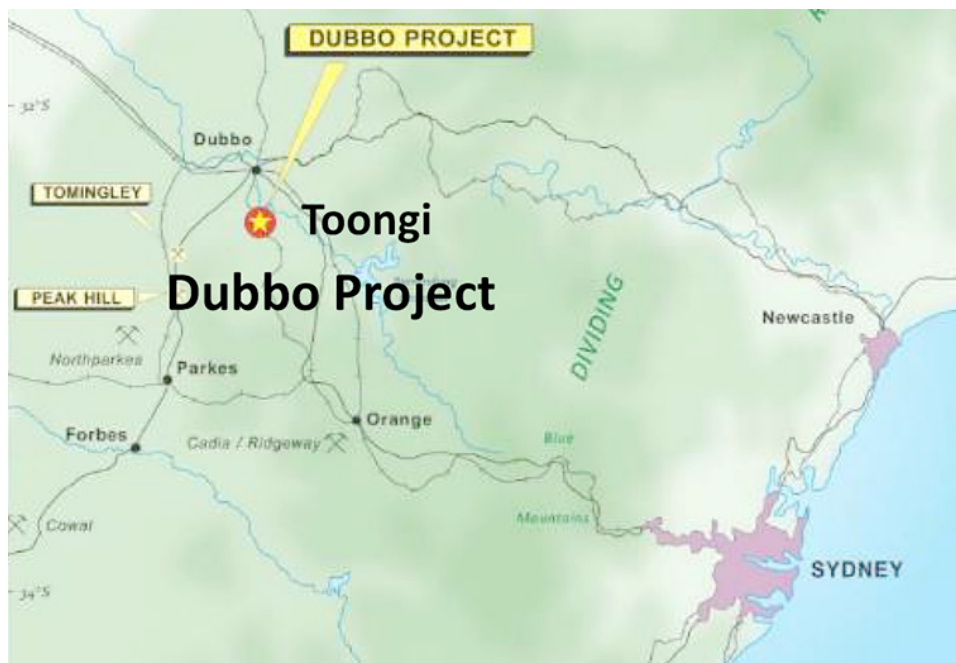 DUBBO PROJECT
32°S
Dubbo
TOMINGLEY
Toongi
Dubbo Project
PEAK HILL
DIVIDING
Newcastle
Northparkes
Parkes
Orange
Forbes
Cadia / Ridgeway
Blue
Mountains
Cowal
SYDNEY
34°S